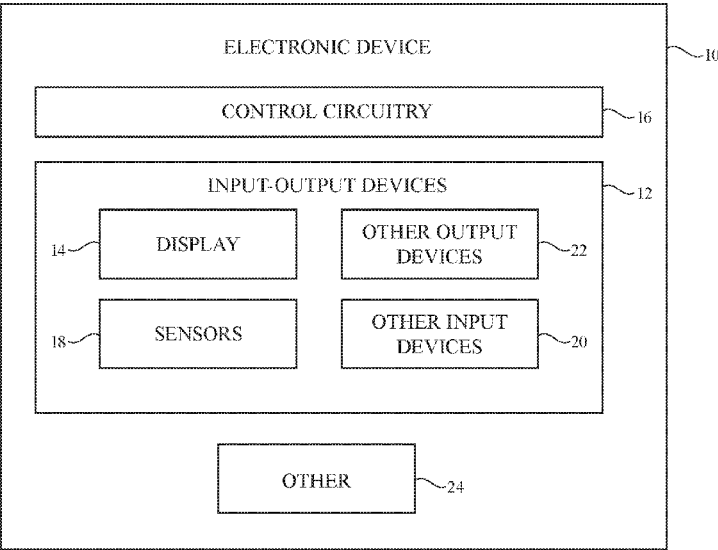 ELECTRONIC DEVICE
10
CONTROL CIRCUITRY
16
INPUT-OUTPUT DEVICES
12
14
DISPLAY
OTHER OUTPUT
DEVICES
22
18
SENSORS
OTHER INPUT
DEVICES
20
OTHER
24